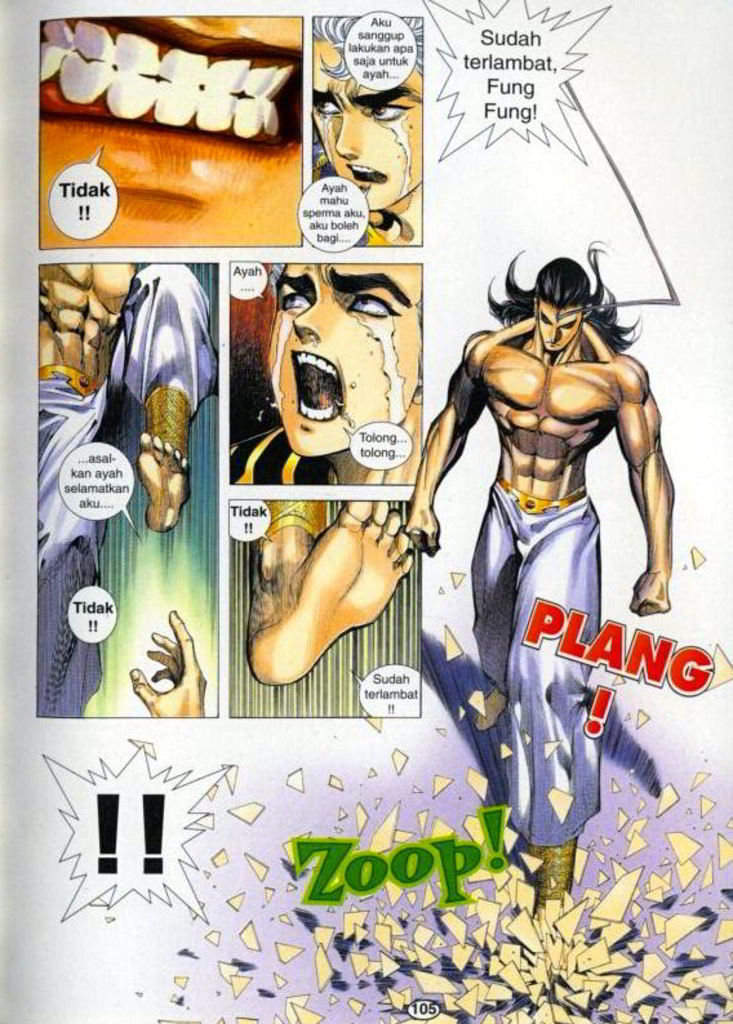 Tidak
!!
Aku
sanggup
lakukan apa
saja untuk
ayah...
Ayah
mahu
sperma aku,
aku boleh
bagi....
Sudah
terlambat,
Fung
Fung!
...asal-
kan ayah
selamatkan
aku....
Tidak
!!
Ayah
....
Tolong...
tolong...
Tidak
!!
Sudah
terlambat
!!
PLANG
!
!!
Zoop!
105